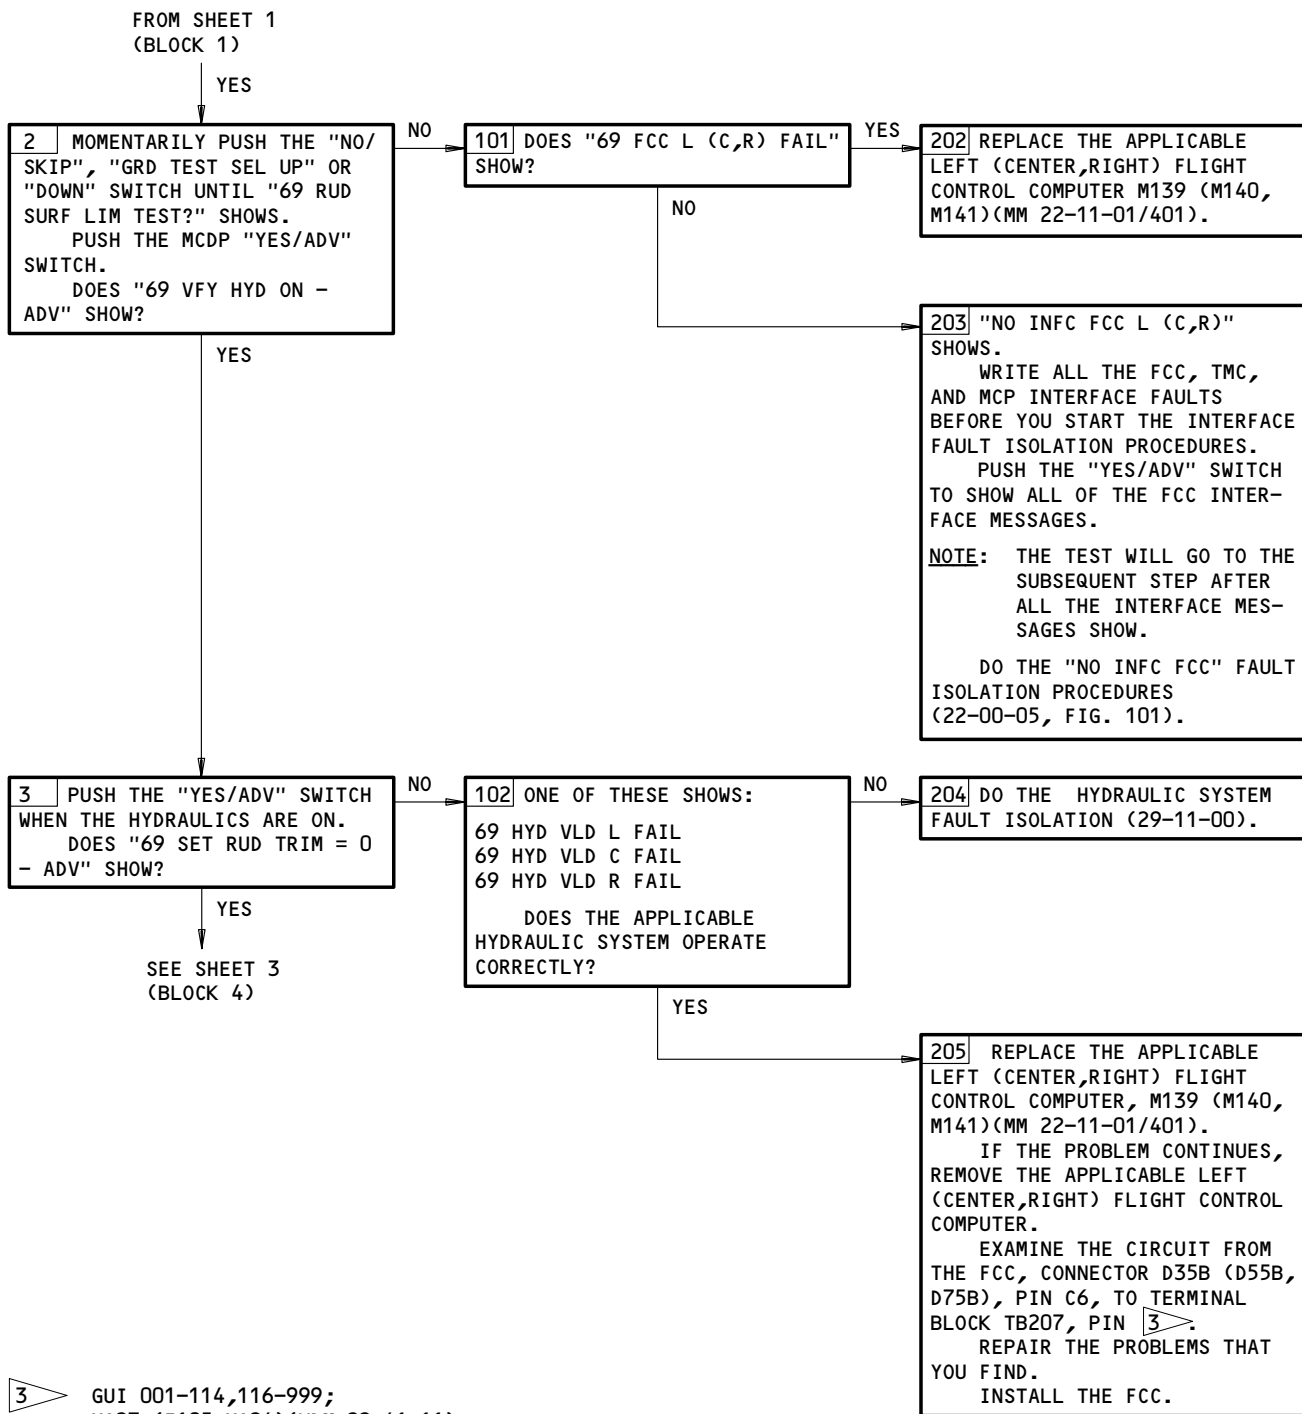 FROM SHEET 1
(BLOCK 1)
YES
2 MOMENTARILY PUSH THE "NO/
SKIP", "GRD TEST SEL UP" OR
"DOWN" SWITCH UNTIL "69 RUD
SURF LIM TEST?" SHOWS.
PUSH THE MCDP "YES/ADV"
SWITCH.
DOES "69 VFY HYD ON –
ADV" SHOW?
NO
101 DOES "69 FCC L (C,R) FAIL"
SHOW?
YES
202 REPLACE THE APPLICABLE
LEFT (CENTER,RIGHT) FLIGHT
CONTROL COMPUTER M139 (M140,
M141)(MM 22-11-01/401).
NO
203 "NO INFC FCC L (C,R)"
SHOWS.
WRITE ALL THE FCC, TMC,
AND MCP INTERFACE FAULTS
BEFORE YOU START THE INTERFACE
FAULT ISOLATION PROCEDURES.
PUSH THE "YES/ADV" SWITCH
TO SHOW ALL OF THE FCC INTER-
FACE MESSAGES.
NOTE: THE TEST WILL GO TO THE
SUBSEQUENT STEP AFTER
ALL THE INTERFACE MES-
SAGES SHOW.
DO THE "NO INFC FCC" FAULT
ISOLATION PROCEDURES
(22-00-05, FIG. 101).
YES
3 PUSH THE "YES/ADV" SWITCH
WHEN THE HYDRAULICS ARE ON.
DOES "69 SET RUD TRIM = 0
– ADV" SHOW?
NO
102 ONE OF THESE SHOWS:
69 HYD VLD L FAIL
69 HYD VLD C FAIL
69 HYD VLD R FAIL
DOES THE APPLICABLE
HYDRAULIC SYSTEM OPERATE
CORRECTLY?
NO
204 DO THE HYDRAULIC SYSTEM
FAULT ISOLATION (29-11-00).
YES
SEE SHEET 3
(BLOCK 4)
YES
205 REPLACE THE APPLICABLE
LEFT (CENTER,RIGHT) FLIGHT
CONTROL COMPUTER, M139 (M140,
M141)(MM 22-11-01/401).
IF THE PROBLEM CONTINUES,
REMOVE THE APPLICABLE LEFT
(CENTER,RIGHT) FLIGHT CONTROL
COMPUTER.
EXAMINE THE CIRCUIT FROM
THE FCC, CONNECTOR D35B (D55B,
D75B), PIN C6, TO TERMINAL
BLOCK TB207, PIN 3.
REPAIR THE PROBLEMS THAT
YOU FIND.
INSTALL THE FCC.
3 GUI 001-114,116-999;